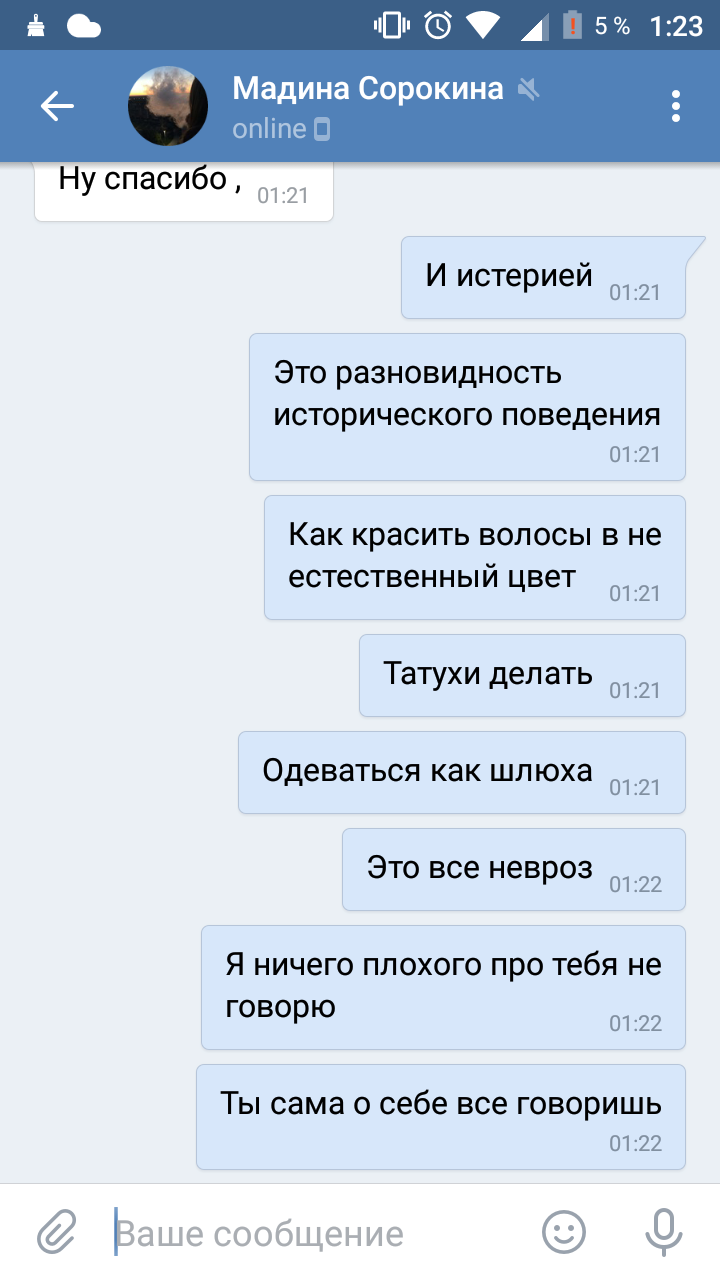 5 % 1:23
Мадина Сорокина
online
Ну спасибо ,
01:21
И истерией
01:21
Это разновидность
исторического поведения
01:21
Как красить волосы в не
естественный цвет
01:21
Татухи делать
01:21
Одеваться как шлюха
01:21
Это все невроз
01:22
Я ничего плохого про тебя не
говорю
01:22
Ты сама о себе все говоришь
01:22
Ваше сообщение